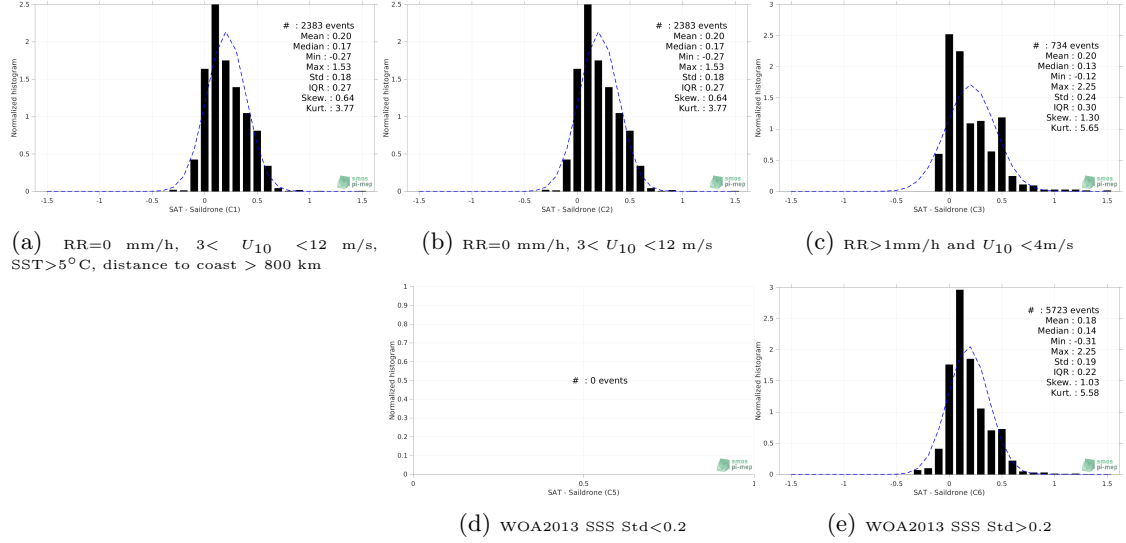 2.5
2
1.5
1
0.5
0
Normalized histogram
# : 2383 events
Mean : 0.20
Median : 0.17
Min : -0.27
Max : 1.53
Std : 0.18
IQR : 0.27
Skew. : 0.64
Kurt. : 3.77
smos
pi-mep
-1.5 -1 -0.5 0 0.5 1 1.5
SAT - Saildrone (C1)
(a) RR=0 mm/h, 3< U10 <12 m/s,
SST>5°C, distance to coast > 800 km
2.5
2
1.5
1
0.5
0
Normalized histogram
# : 2383 events
Mean : 0.20
Median : 0.17
Min : -0.27
Max : 1.53
Std : 0.18
IQR : 0.27
Skew. : 0.64
Kurt. : 3.77
smos
pi-mep
-1.5 -1 -0.5 0 0.5 1 1.5
SAT - Saildrone (C2)
(b) RR=0 mm/h, 3< U10 <12 m/s
3
2.5
2
1.5
1
0.5
0
Normalized histogram
# : 734 events
Mean : 0.20
Median : 0.13
Min : -0.12
Max : 2.25
Std : 0.24
IQR : 0.30
Skew. : 1.30
Kurt. : 5.65
smos
pi-mep
-1.5 -1 -0.5 0 0.5 1 1.5
SAT - Saildrone (C3)
(c) RR>1mm/h and U10 <4m/s
1
0.9
0.8
0.7
0.6
0.5
0.4
0.3
0.2
0.1
0
Normalized histogram
# : 0 events
smos
pi-mep
0 0.5 1
SAT - Saildrone (C5)
(d) WOA2013 SSS Std<0.2
3
2.5
2
1.5
1
0.5
0
Normalized histogram
# : 5723 events
Mean : 0.18
Median : 0.14
Min : -0.31
Max : 2.25
Std : 0.19
IQR : 0.22
Skew. : 1.03
Kurt. : 5.58
smos
pi-mep
-1.5 -1 -0.5 0 0.5 1 1.5
SAT - Saildrone (C6)
(e) WOA2013 SSS Std>0.2